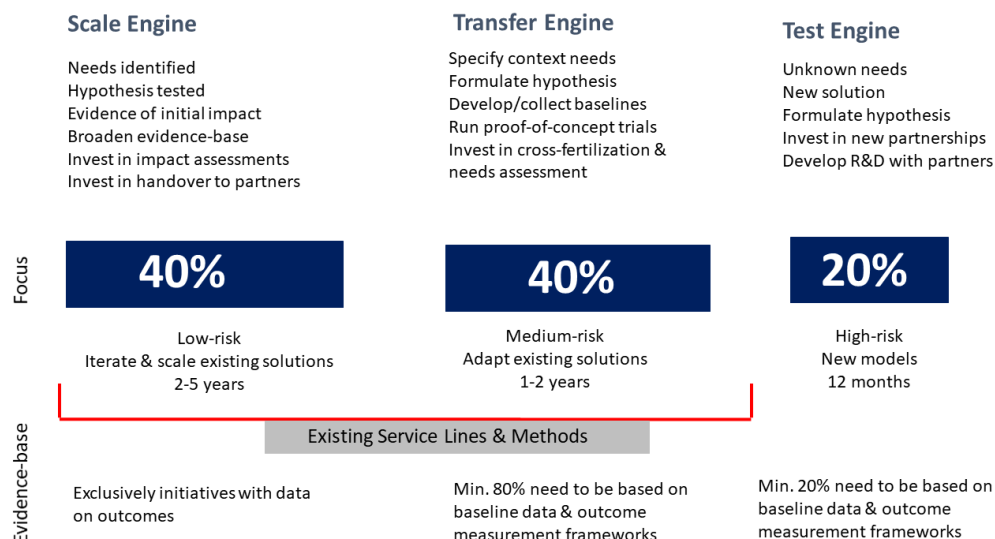 Scale Engine
Needs identified
Hypothesis tested
Evidence of initial impact
Broaden evidence-base
Invest in impact assessments
Invest in handover to partners
Transfer Engine
Specify context needs
Formulate hypothesis
Develop/collect baselines
Run proof-of-concept trials
Invest in cross-fertilization &
needs assessment
Test Engine
Unknown needs
New solution
Formulate hypothesis
Invest in new partnerships
Develop R&D with partners
Focus
40%
40%
20%
Low-risk
Iterate & scale existing solutions
2-5 years
Medium-risk
Adapt existing solutions
1-2 years
High-risk
New models
12 months
Existing Service Lines & Methods
Evidence-base
Exclusively initiatives with data
on outcomes
Min. 80% need to be based on
baseline data & outcome
measurement frameworks
Min. 20% need to be based on
baseline data & outcome
measurement frameworks